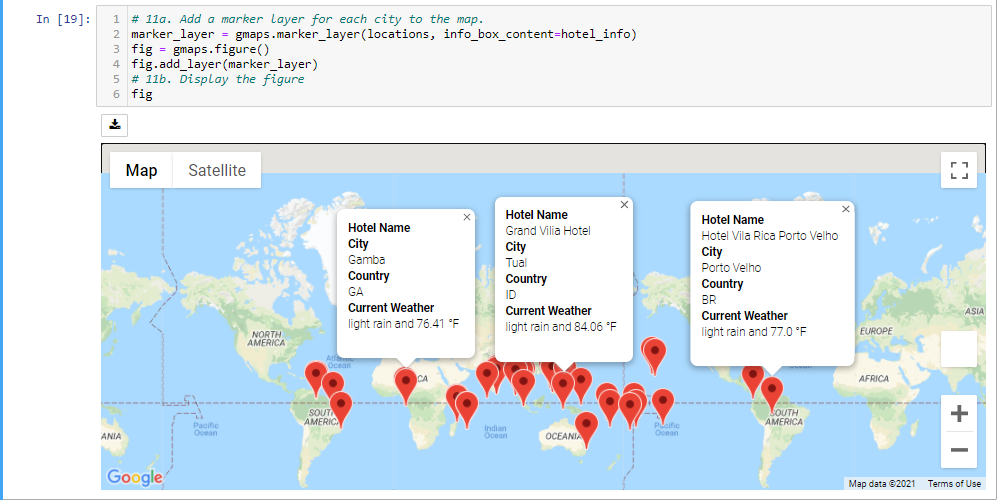 In [19]:
1 # 11a. Add a marker layer for each city to the map.
2 marker_layer = gmaps.marker_layer(locations, info_box_content=hotel_info)
3 fig = gmaps.figure()
4 fig.add_layer(marker_layer)
5 # 11b. Display the figure
6 fig
Map Satellite
Hotel Name
City
Gamba
Country
GA
Current Weather
light rain and 76.41 °F
Hotel Name
Grand Vilia Hotel
City
Tual
Country
ID
Current Weather
light rain and 84.06 °F
Hotel Name
Hotel Vila Rica Porto Velho
City
Porto Velho
Country
BR
Current Weather
light rain and 77.0 °F
NORTH
AMERICA
Atlantic
Ocean
CA
ASIA
EUROPE
AFRICA
SOUTH
AMERICA
Pacific
Ocean
ANIA
Indian
Ocean
OCEANIA
Pacific
Ocean
SOUTH
AMERICA
Google
Map data ©2021 Terms of Use